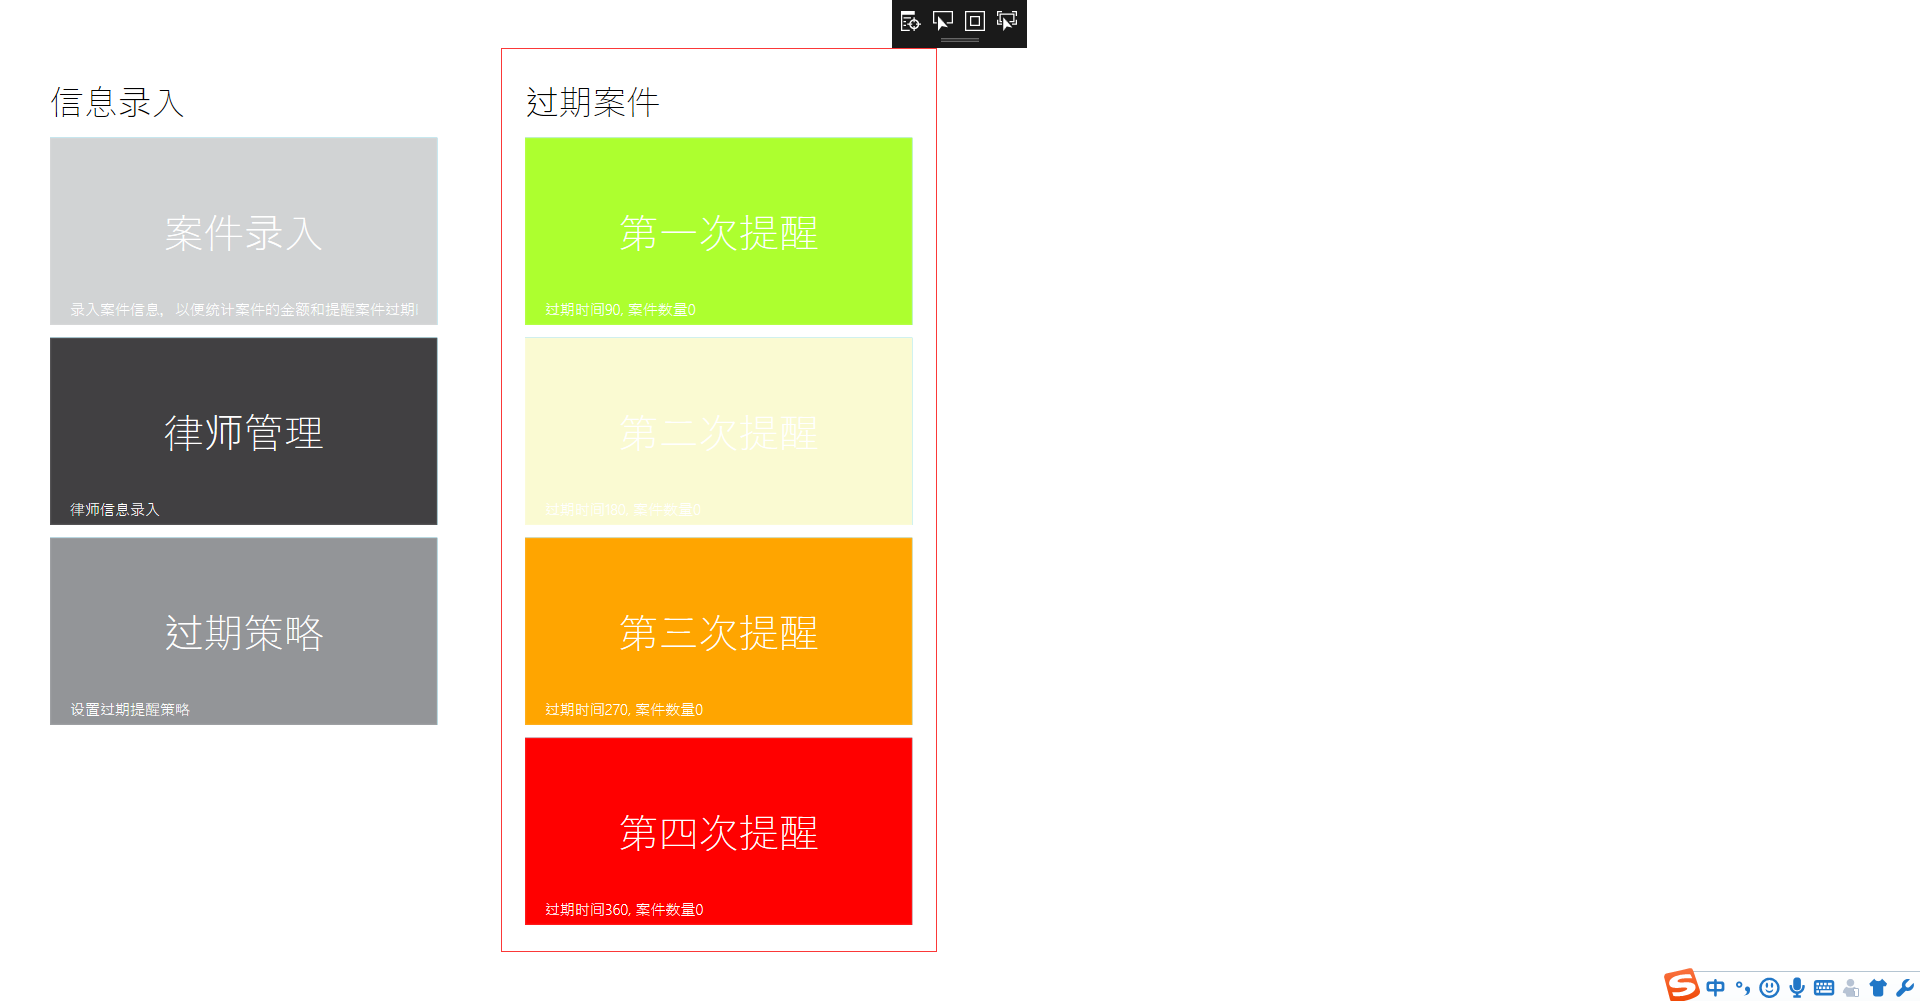 信息录入
案件录入
录入案件信息，以便统计案件的金额和提醒案件过期!
律师管理
律师信息录入
过期策略
设置过期提醒策略
过期案件
第一次提醒
过期时间90, 案件数量0
第二次提醒
过期时间180, 案件数量0
第三次提醒
过期时间270, 案件数量0
第四次提醒
过期时间360, 案件数量0
中